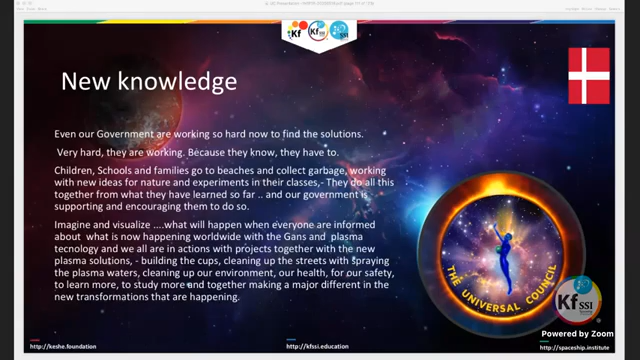 Kf
Kf
SSI
SSI
New knowledge
Even our Government are working so hard now to find the solutions.
Very hard, they are working. Because they know, they have to.
Children, Schools and families go to beaches and collect garbage, working
with new ideas for nature and experiments in their classes,- They do all this
together from what they have learned so far .. and our government is
supporting and encouraging them to do so.
Imagine and visualize ....what will happen when everyone are informed
about what is now happening worldwide with the Gans and plasma
tecnology and we all are in actions with projects together with the new
plasma solutions, - building the cups, cleaning up the streets with spraying
the plasma waters, cleaning up our environment, our health, for our safety,
to learn more, to study more and together making a major different in the
new transformations that are happening.
THE UNIVERSAL COUNCIL
Kf SSI
Powered by Zoom
http://keshe.foundation
http://kfssi.education
http://spaceship.institute